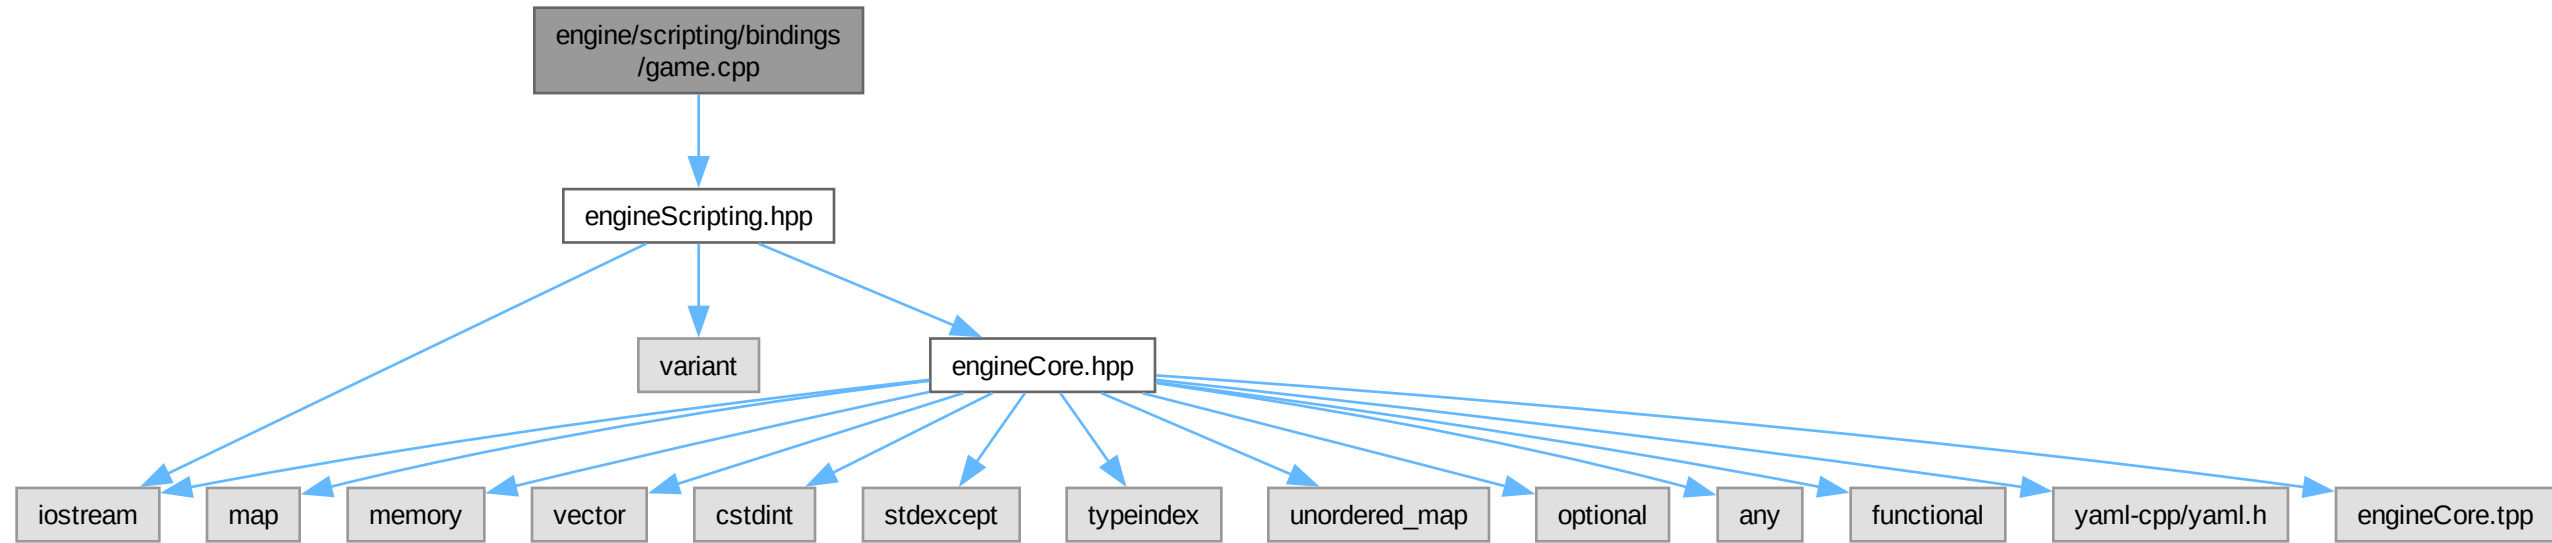 engine/scripting/bindings
/game.cpp
engineScripting.hpp
variant
engineCore.hpp
iostream
map
memory
vector
cstdint
stdexcept
typeindex
unordered_map
optional
any
functional
yaml-cpp/yaml.h
engineCore.tpp